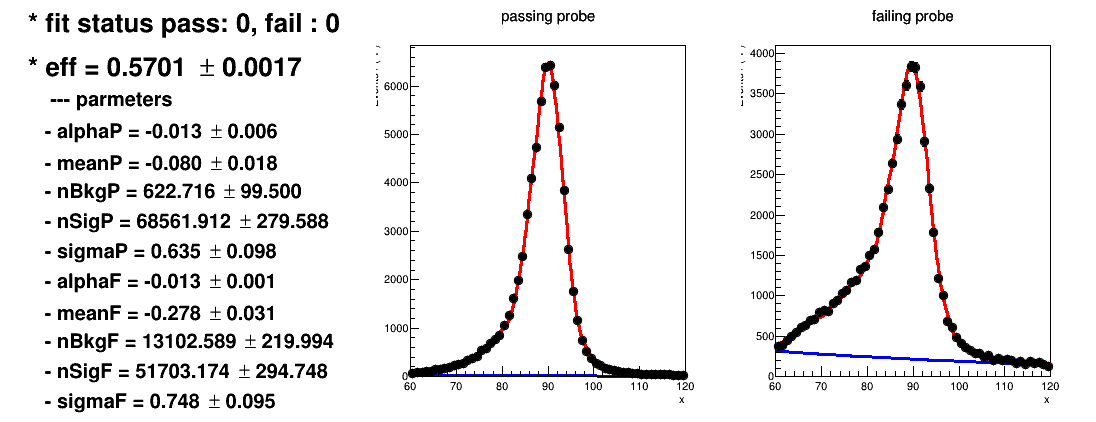 * fit status pass: 0, fail : 0
* eff = 0.5701 ± 0.0017
--- parmeters
- alphaP = -0.013 ± 0.006
- meanP = -0.080 ± 0.018
- nBkgP = 622.716 ± 99.500
- nSigP = 68561.912 ± 279.588
- sigmaP = 0.635 ± 0.098
- alphaF = -0.013 ± 0.001
- meanF = -0.278 ± 0.031
- nBkgF = 13102.589 ± 219.994
- nSigF = 51703.174 ± 294.748
- sigmaF = 0.748 ± 0.095
passing probe
6000
5000
4000
3000
2000
1000
0
60 70 80 90 100 110 120
x
failing probe
4000
3500
3000
2500
2000
1500
1000
500
0
60 70 80 90 100 110 120
x